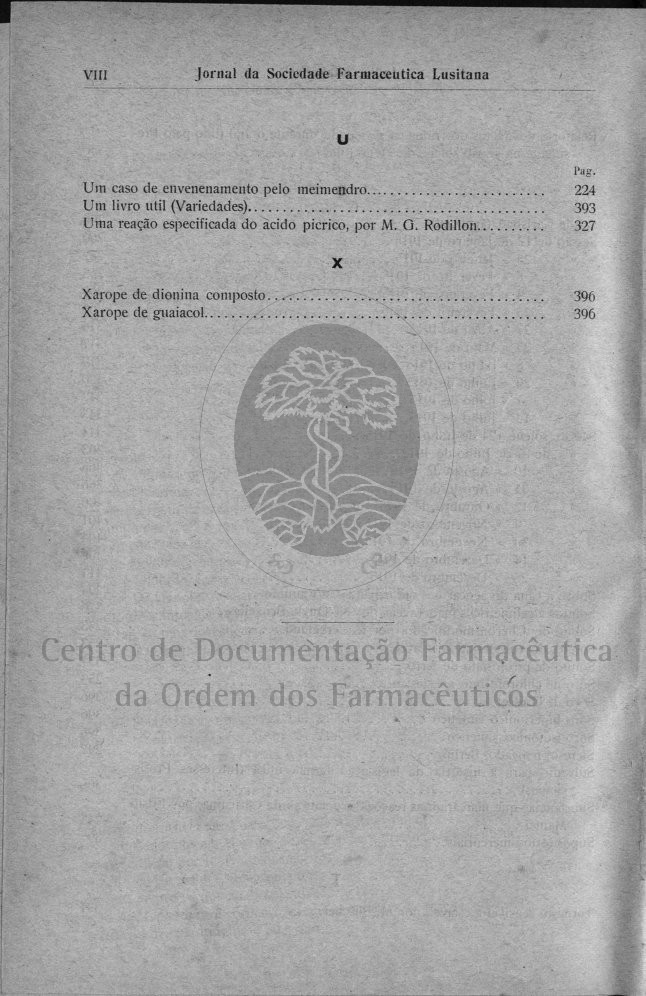 VIII Jornal da Sociedade Farmaceutica Lusitana
U
Pag.
Um caso de envenenamento pelo meimendro......................... 224
Um livro util (Variedades)........................................... 393
Uma reação especificada do acido picrico, por M. G. Rodillon.......... 327
X
Xarope de dionina composto....................................... 396
Xarope de guaiacol................................................ 396
Centro de Documentação Farmacêutica
da Ordem dos Farmacêuticos